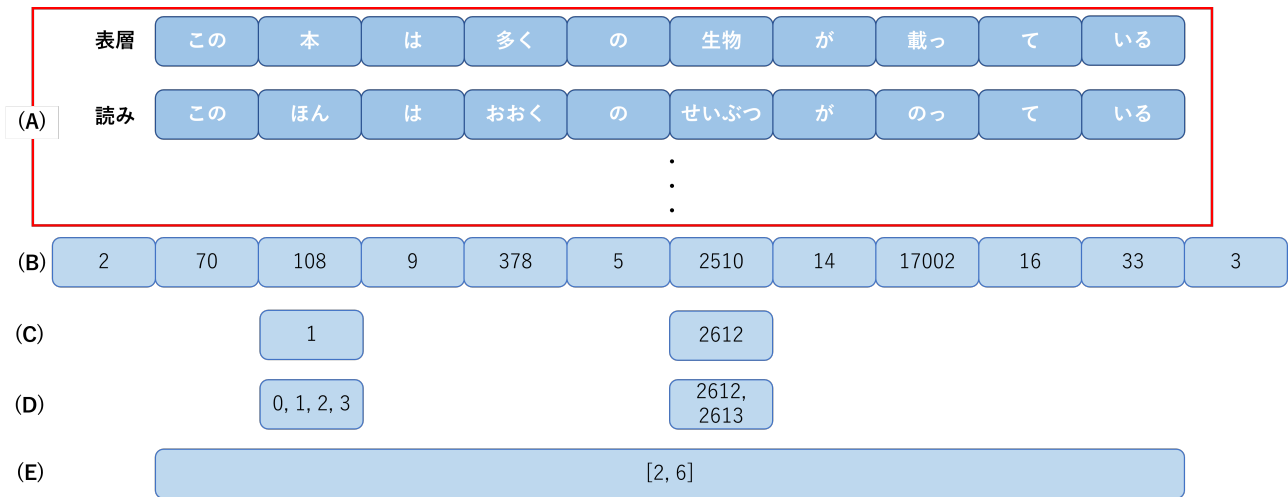 表層 この 本 は 多く の 生物 が 載っ て いる
(A) 読み この ほん は おおく の せいぶつ が のっ て いる
(B) 2 70 108 9 378 5 2510 14 17002 16 33 3
(C) 1 2612
(D) 0, 1, 2, 3 2612,
2613
(E) [2, 6]